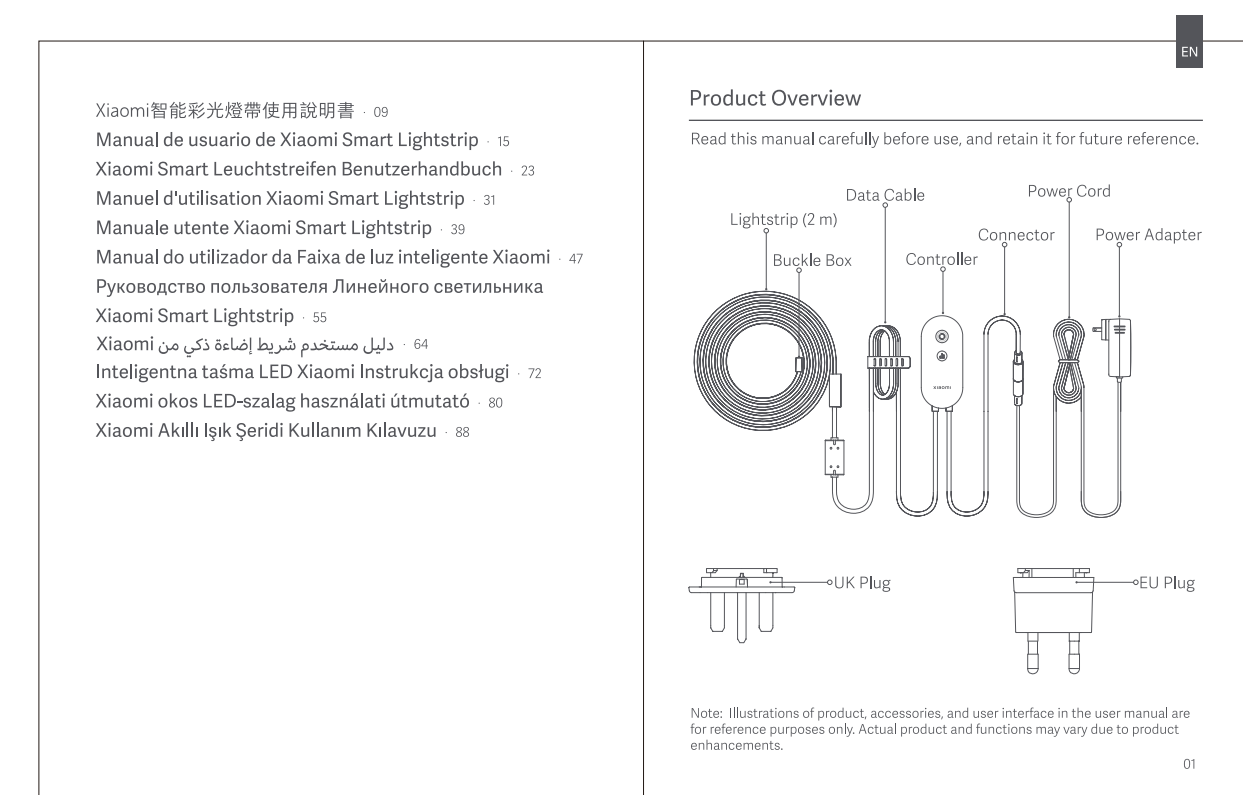 Xiaomi智能彩光燈帶使用說明書 · 09
Manual de usuario de Xiaomi Smart Lightstrip · 15
Xiaomi Smart Leuchtstreifen Benutzerhandbuch · 23
Manuel d'utilisation Xiaomi Smart Lightstrip · 31
Manuale utente Xiaomi Smart Lightstrip · 39
Manual do utilizador da Faixa de luz inteligente Xiaomi · 47
Руководство пользователя Линейного светильника
Xiaomi Smart Lightstrip · 55
دليل مستخدم شريط إضاءة ذكي من Xiaomi · 64
Inteligentna taśma LED Xiaomi Instrukcja obsługi · 72
Xiaomi okos LED-szalag használati útmutató · 80
Xiaomi Akıllı Işık Şeridi Kullanım Kılavuzu · 88
EN
Product Overview
Read this manual carefully before use, and retain it for future reference.
Data Cable
Power Cord
Lightstrip (2 m)
Connector
Power Adapter
Buckle Box
Controller
XIAOMI
UK Plug
EU Plug
Note: Illustrations of product, accessories, and user interface in the user manual are
for reference purposes only. Actual product and functions may vary due to product
enhancements.
01